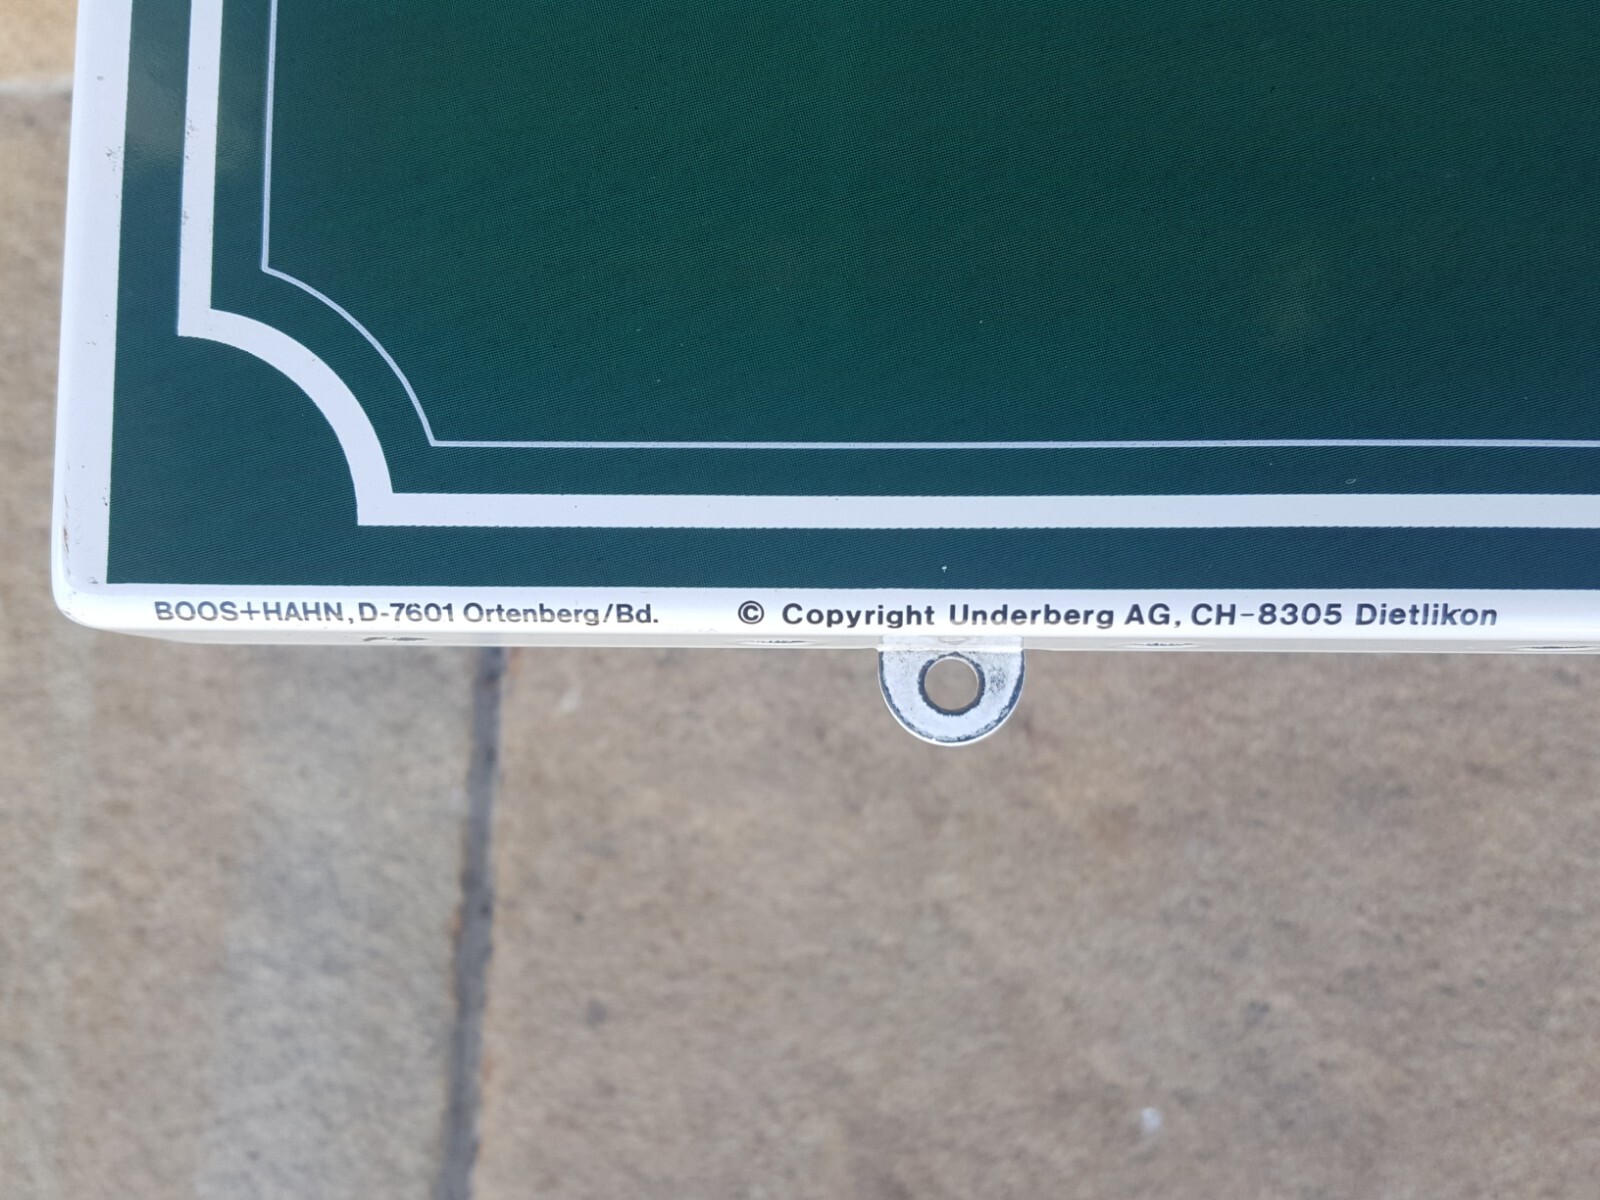 BOOS+HAHN, D-7601 Ortenberg/Bd. © Copyright Underberg AG, CH-8305 Dietlikon